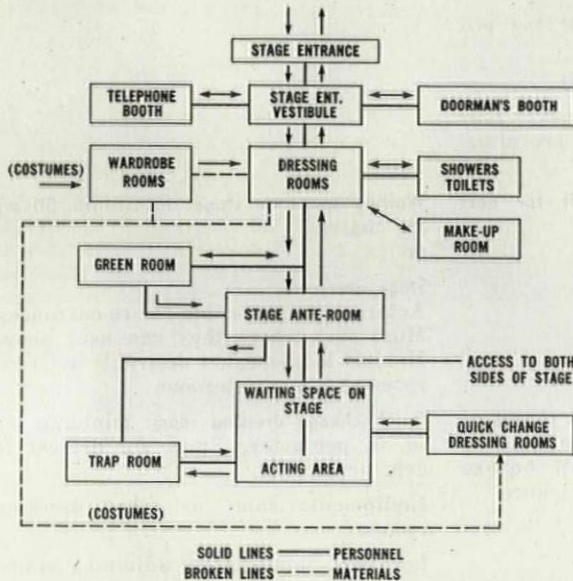 STAGE ENTRANCE
TELEPHONE
BOOTH
STAGE ENT.
VESTIBULE
DOORMAN'S BOOTH
(COSTUMES)
WARDROBE
ROOMS
DRESSING
ROOMS
SHOWERS
TOILETS
MAKE-UP
ROOM
GREEN ROOM
STAGE ANTE-ROOM
ACCESS TO BOTH
SIDES OF STAGE
WAITING SPACE ON
STAGE
ACTING AREA
QUICK CHANGE
DRESSING ROOMS
TRAP ROOM
(COSTUMES)
SOLID LINES PERSONNEL
BROKEN LINES MATERIALS